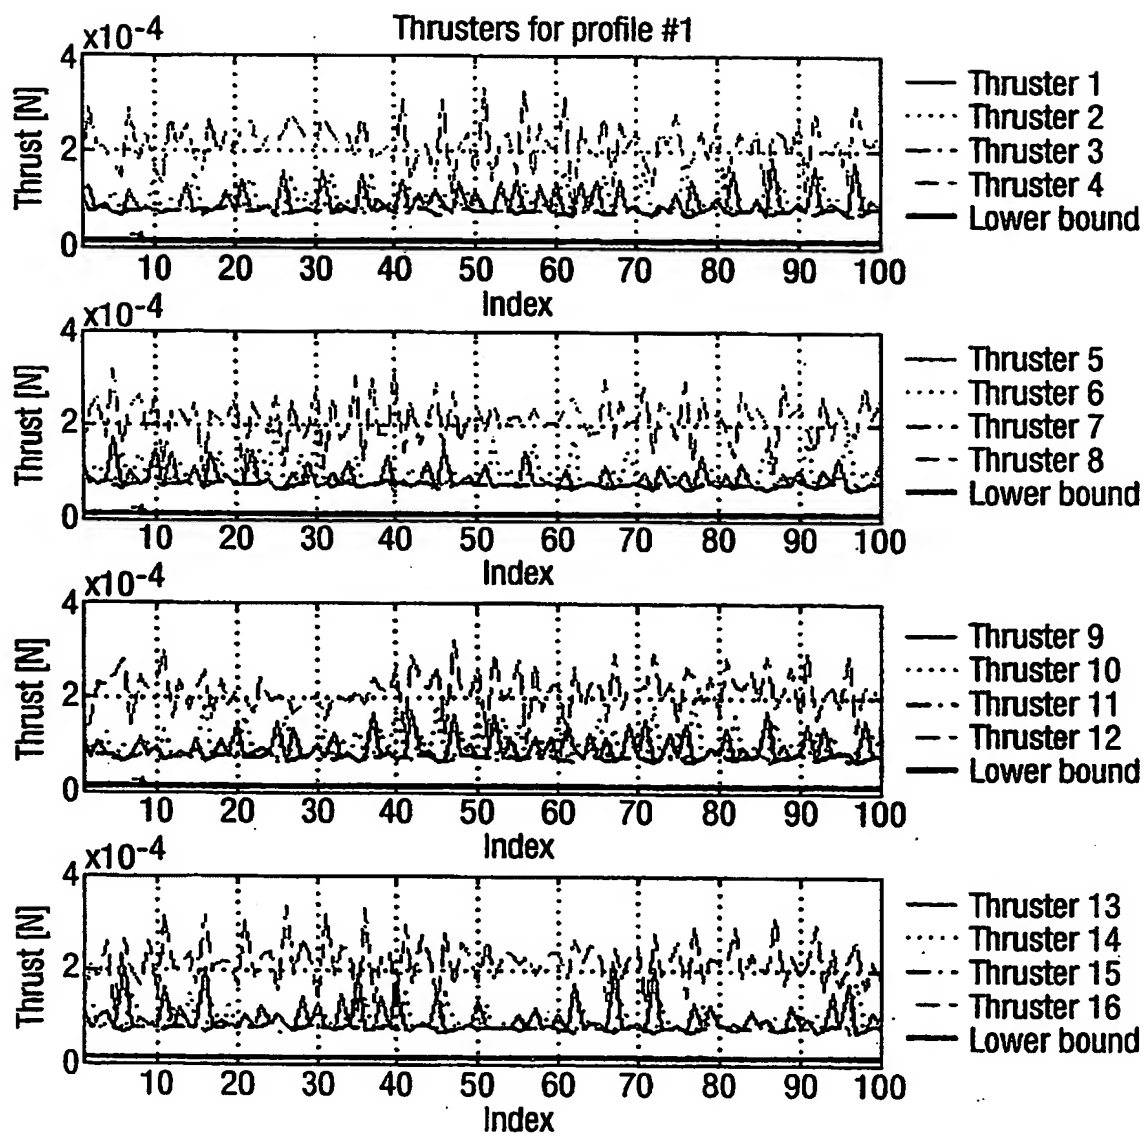 Thrusters for profile #1
x10-4
Thrust [N]
4
2
0
10 20 30 40 50 60 70 80 90 100
Index
Thruster 1
Thruster 2
Thruster 3
Thruster 4
Lower bound
x10-4
Thrust [N]
4
2
0
10 20 30 40 50 60 70 80 90 100
Index
Thruster 5
Thruster 6
Thruster 7
Thruster 8
Lower bound
x10-4
Thrust [N]
4
2
0
10 20 30 40 50 60 70 80 90 100
Index
Thruster 9
Thruster 10
Thruster 11
Thruster 12
Lower bound
x10-4
Thrust [N]
4
2
0
10 20 30 40 50 60 70 80 90 100
Index
Thruster 13
Thruster 14
Thruster 15
Thruster 16
Lower bound